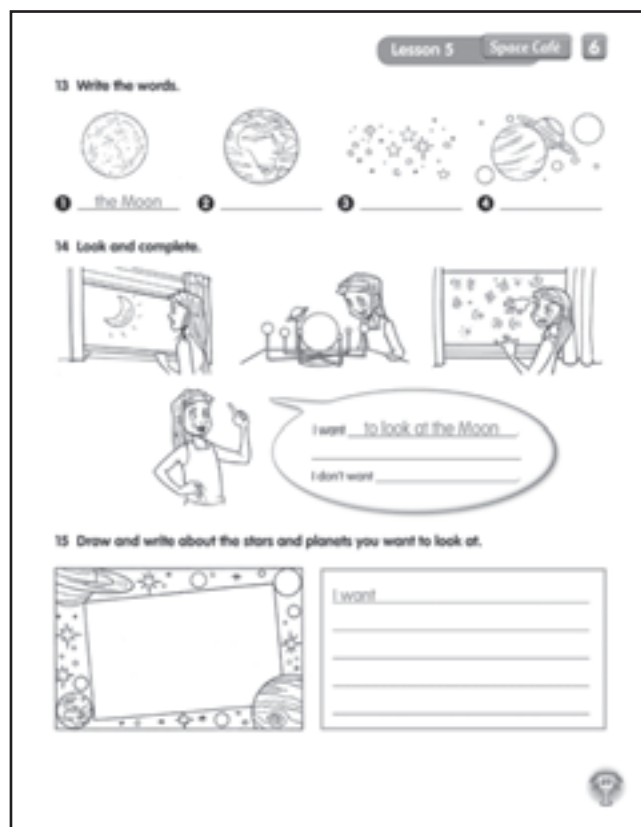 Lesson 5 Space Café 6
13 Write the words.
1 the Moon 2 3 4
14 Look and complete.
I want to look at the Moon
I don't want
15 Draw and write about the stars and planets you want to look at.
I want